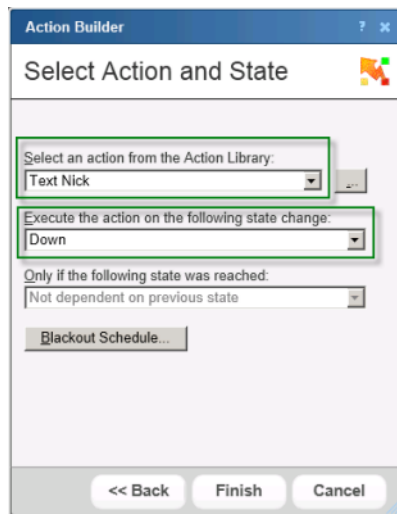 Action Builder ? ×
Select Action and State
Select an action from the Action Library:
Text Nick ...
Execute the action on the following state change:
Down
Only if the following state was reached:
Not dependent on previous state
Blackout Schedule...
<< Back Finish Cancel